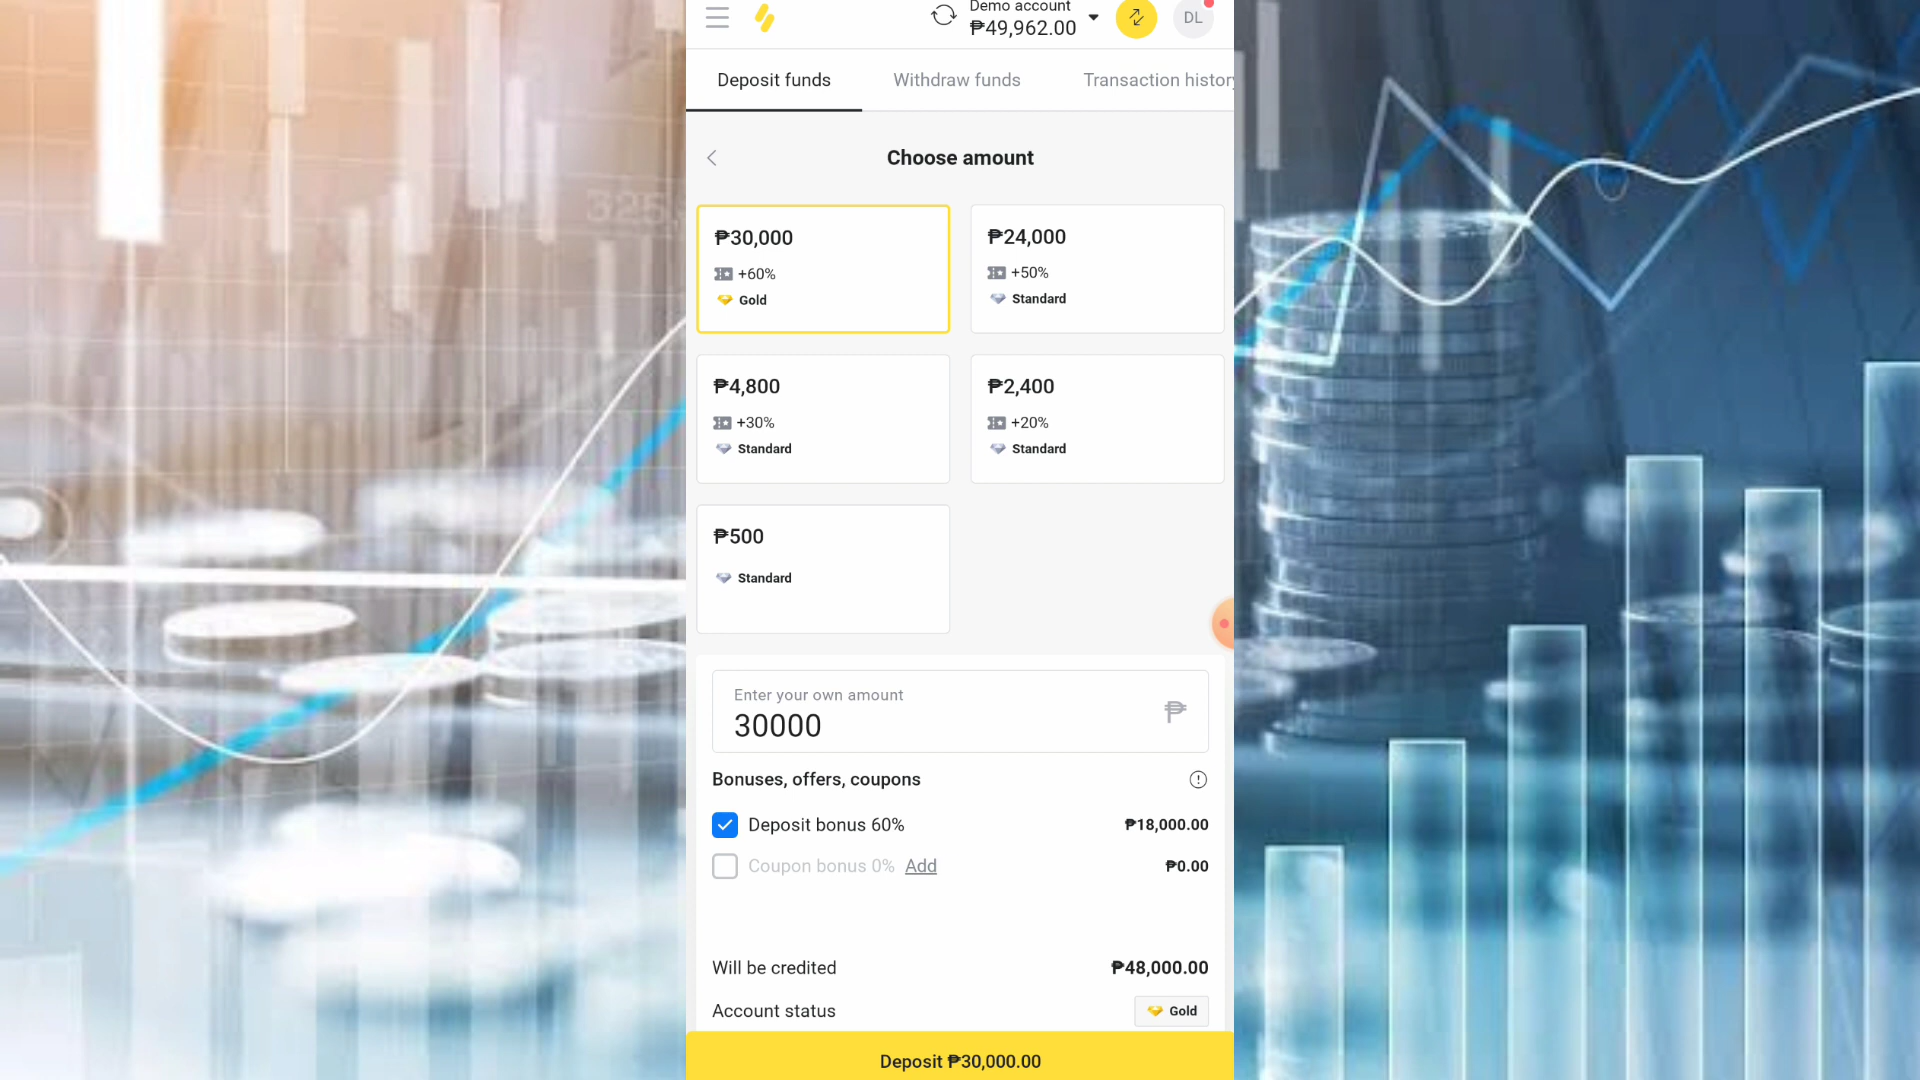 Demo account
₱49,962.00
DL
Deposit funds
Withdraw funds
Transaction history
Choose amount
₱30,000
+60%
Gold
₱24,000
+50%
Standard
₱4,800
+30%
Standard
₱2,400
+20%
Standard
₱500
Standard
Enter your own amount
30000
₱
Bonuses, offers, coupons
Deposit bonus 60%
₱18,000.00
Coupon bonus 0% Add
₱0.00
Will be credited
₱48,000.00
Account status
Gold
Deposit ₱30,000.00
325.